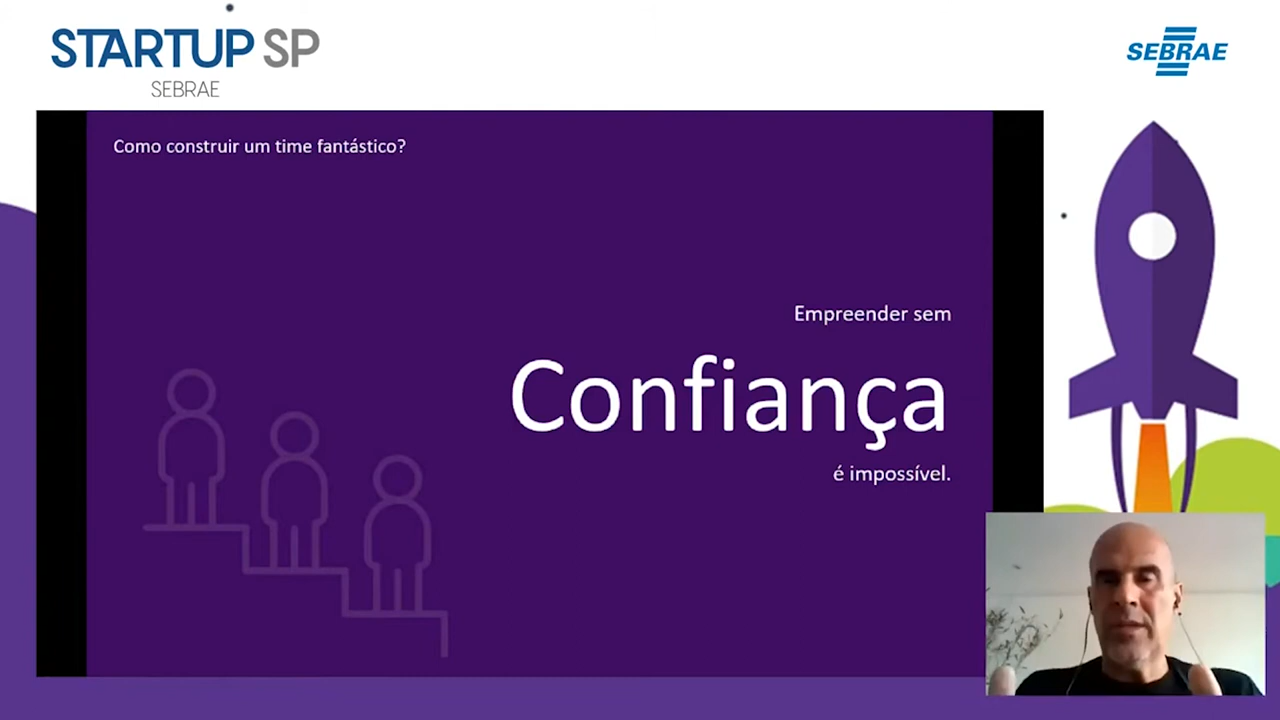 STARTUP SP
SEBRAE
SEBRAE
Como construir um time fantástico?
Empreender sem
Confiança
é impossível.